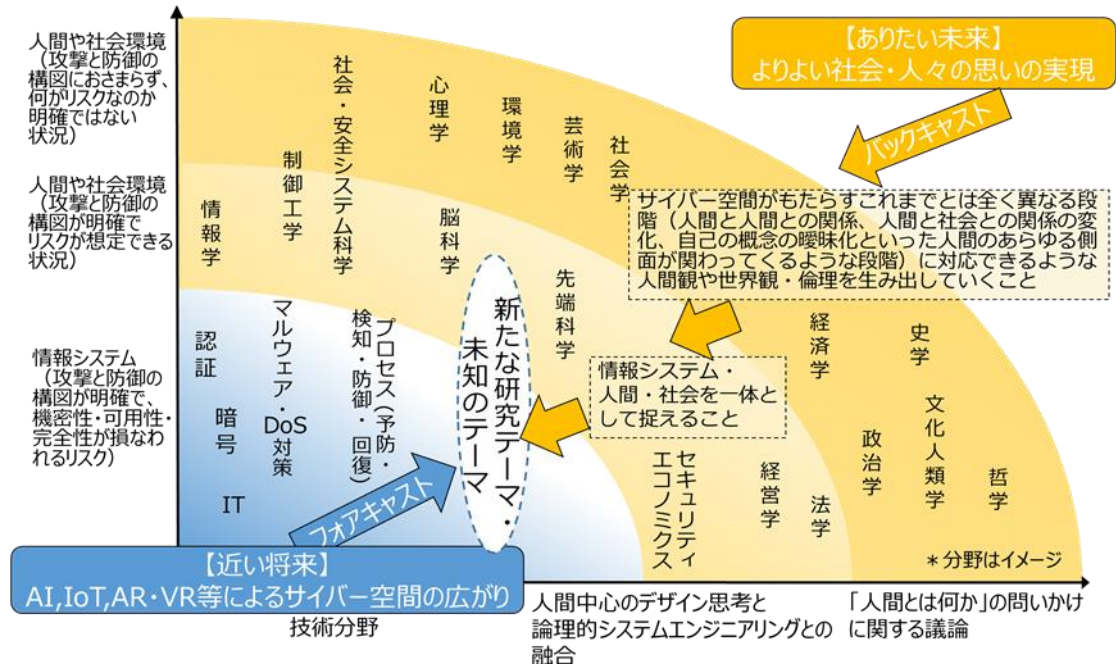 人間や社会環境
（攻撃と防御の
構図におさまらず、
何がリスクなのか
明確ではない
状況）
人間や社会環境
（攻撃と防御の
構図が明確で
リスクが想定できる
状況）
情報システム
（攻撃と防御の
構図が明確で、
機密性・可用性・
完全性が損なわ
れるリスク）
【ありたい未来】
よりよい社会・人々の思いの実現
バックキャスト
社会・安全システム科学
心理学
環境学
芸術学
社会学
制御工学
情報学
脳科学
先端科学
サイバー空間がもたらすこれまでとは全く異なる段
階（人間と人間との関係、人間と社会との関係の変
化、自己の概念の曖昧化といった人間のあらゆる側
面が関わってくるような段階）に対応できるような
人間観や世界観・倫理を生み出していくこと
認証
暗号
IT
マルウェア・
DoS
対策
プロセス（予防・
検知・防御・回復）
新たな研究テーマ・
未知のテーマ
情報システム・
人間・社会を一体と
して捉えること
経済学
史学
政治学
文化人類学
哲学
セキュリティ
エコノミクス
経営学
法学
＊分野はイメージ
フォアキャスト
【近い将来】
AI,IoT,AR・VR等によるサイバー空間の広がり
技術分野
人間中心のデザイン思考と
論理的システムエンジニアリングとの
融合
「人間とは何か」の問いかけ
に関する議論